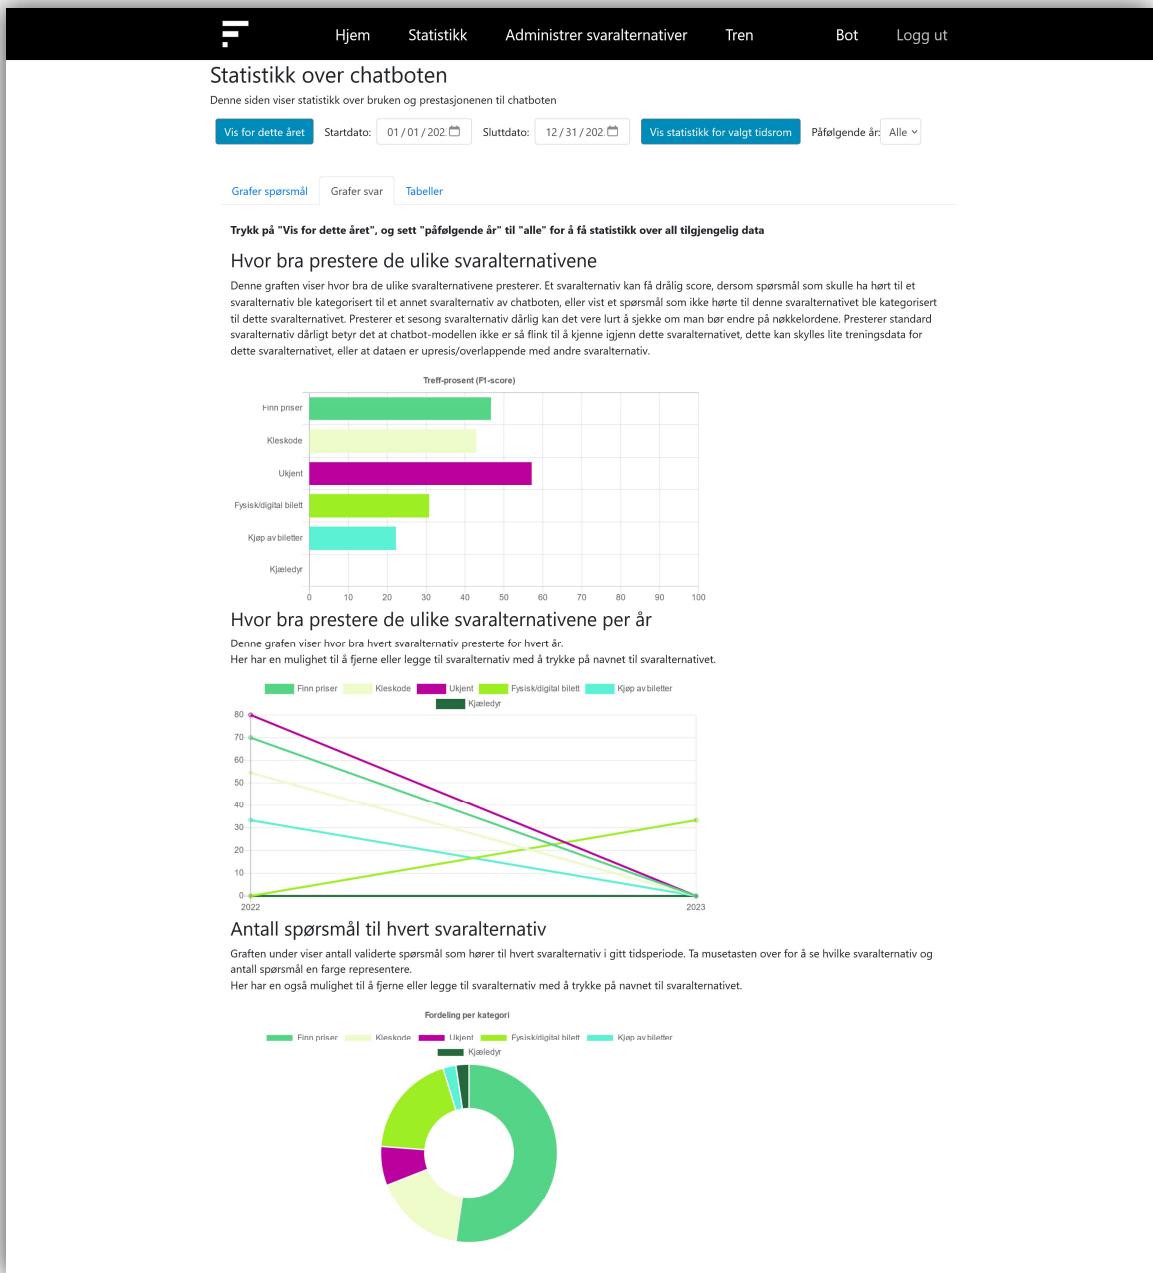 Hjem Statistikk Administrer svaralternativer Tren Bot Logg ut
Statistikk over chatboten
Denne siden viser statistikk over bruken og prestasjonenen til chatboten
Vis for dette året Startdato: 01/01/202 Sluttdato: 12/31/202 Vis statistikk for valgt tidsrom Påfølgende år: Alle
Grafer spørsmål Grafer svar Tabeller
Trykk på "Vis for dette året", og sett "påfølgende år" til "alle" for å få statistikk over all tilgjengelig data
Hvor bra prestere de ulike svaralternativene
Denne graften viser hvor bra de ulike svaralternativene presterer. Et svaralternativ kan få drålig score, dersom spørsmål som skulle ha hørt til et
svaralternativ ble kategorisert til et annet svaralternativ av chatboten, eller vist et spørsmål som ikke hørte til denne svaralternativet ble kategorisert
til dette svaralternativet. Presterer et sesong svaralternativ dårlig kan det vere lurt å sjekke om man bør endre på nøkkelordene. Presterer standard
svaralternativ dårligt betyr det at chatbot-modellen ikke er så flink til å kjenne igjenn dette svaralternativet, dette kan skylles lite treningsdata for
dette svaralternativet, eller at dataen er upresis/overlappende med andre svaralternativ.
Treff-prosent (F1-score)
Finn priser
Kleskode
Ukjent
Fysisk/digital bilett
Kjøp av biletter
Kjæledyr
0 10 20 30 40 50 60 70 80 90 100
Hvor bra prestere de ulike svaralternativene per år
Denne grafen viser hvor bra hvert svaralternativ presterte for hvert år.
Her har en mulighet til å fjerne eller legge til svaralternativ med å trykke på navnet til svaralternativet.
Finn priser Kleskode Ukjent Fysisk/digital bilett Kjøp av biletter
Kjæledyr
80
70
60
50
40
30
20
10
0
2022 2023
Antall spørsmål til hvert svaralternativ
Graften under viser antall validerte spørsmål som hører til hvert svaralternativ i gitt tidsperiode. Ta musetasten over for å se hvilke svaralternativ og
antall spørsmål en farge representere.
Her har en også mulighet til å fjerne eller legge til svaralternativ med å trykke på navnet til svaralternativet.
Fordeling per kategori
Finn priser Kleskode Ukjent Fysisk/digital bilett Kjøp av biletter
Kjæledyr